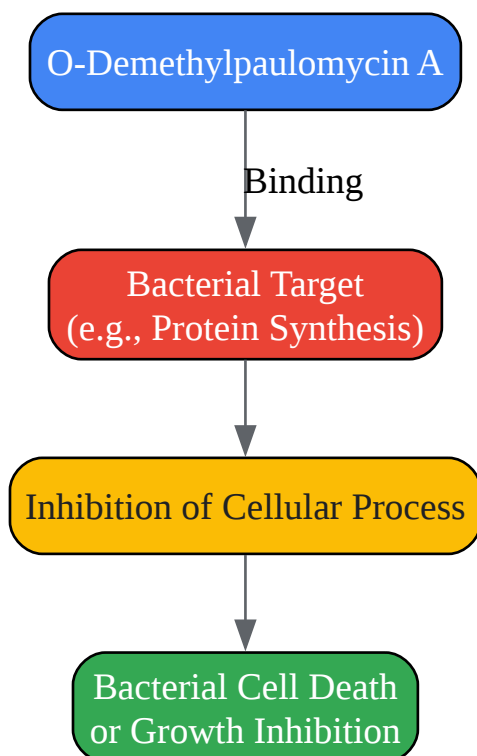 O-Demethylpaulomycin A
Binding
Bacterial Target
(e.g., Protein Synthesis)
Inhibition of Cellular Process
Bacterial Cell Death
or Growth Inhibition